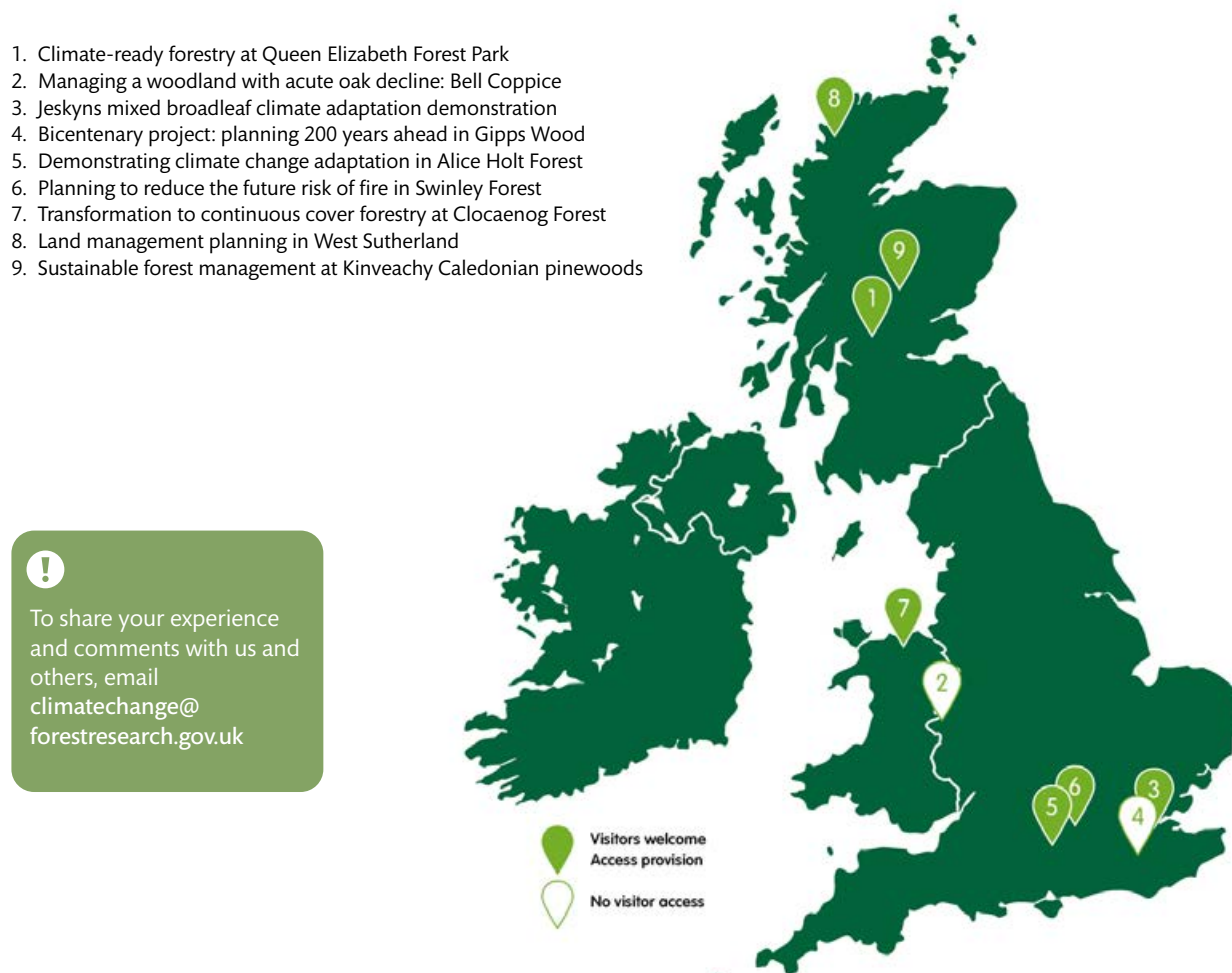 1. Climate-ready forestry at Queen Elizabeth Forest Park
2. Managing a woodland with acute oak decline: Bell Coppice
3. Jeskyns mixed broadleaf climate adaptation demonstration
4. Bicentenary project: planning 200 years ahead in Gipps Wood
5. Demonstrating climate change adaptation in Alice Holt Forest
6. Planning to reduce the future risk of fire in Swinley Forest
7. Transformation to continuous cover forestry at Clocaenog Forest
8. Land management planning in West Sutherland
9. Sustainable forest management at Kinveachy Caledonian pinewoods
8
9
1
!
To share your experience
and comments with us and
others, email
climatechange@
forestresearch.gov.uk
7
2
6
3
5
4
Visitors welcome
Access provision
No visitor access